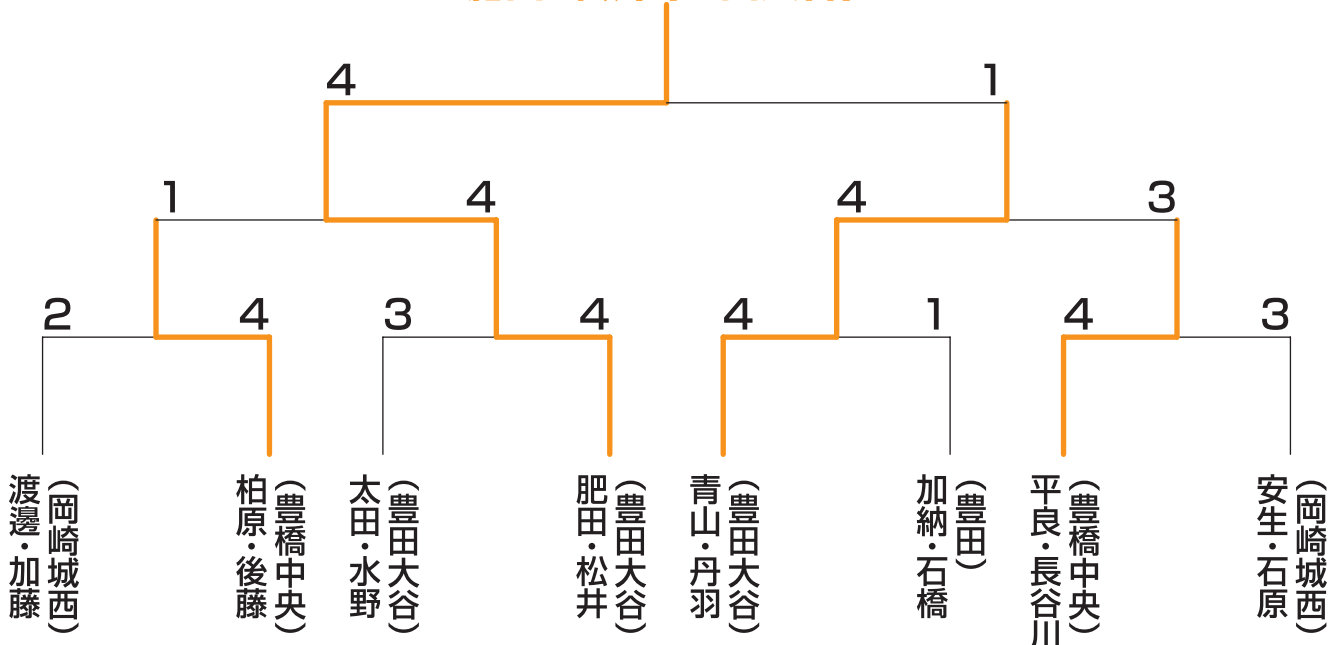 4 1
1 4 4 3
2 4 3 4 4 1 4 3
渡邊・加藤
（岡崎城西）
柏原・後藤
（豊橋中央）
太田・水野
（豊田大谷）
肥田・松井
（豊田大谷）
青山・丹羽
（豊田大谷）
加納・石橋
（豊田）
平良・長谷川
（豊橋中央）
安生・石原
（岡崎城西）